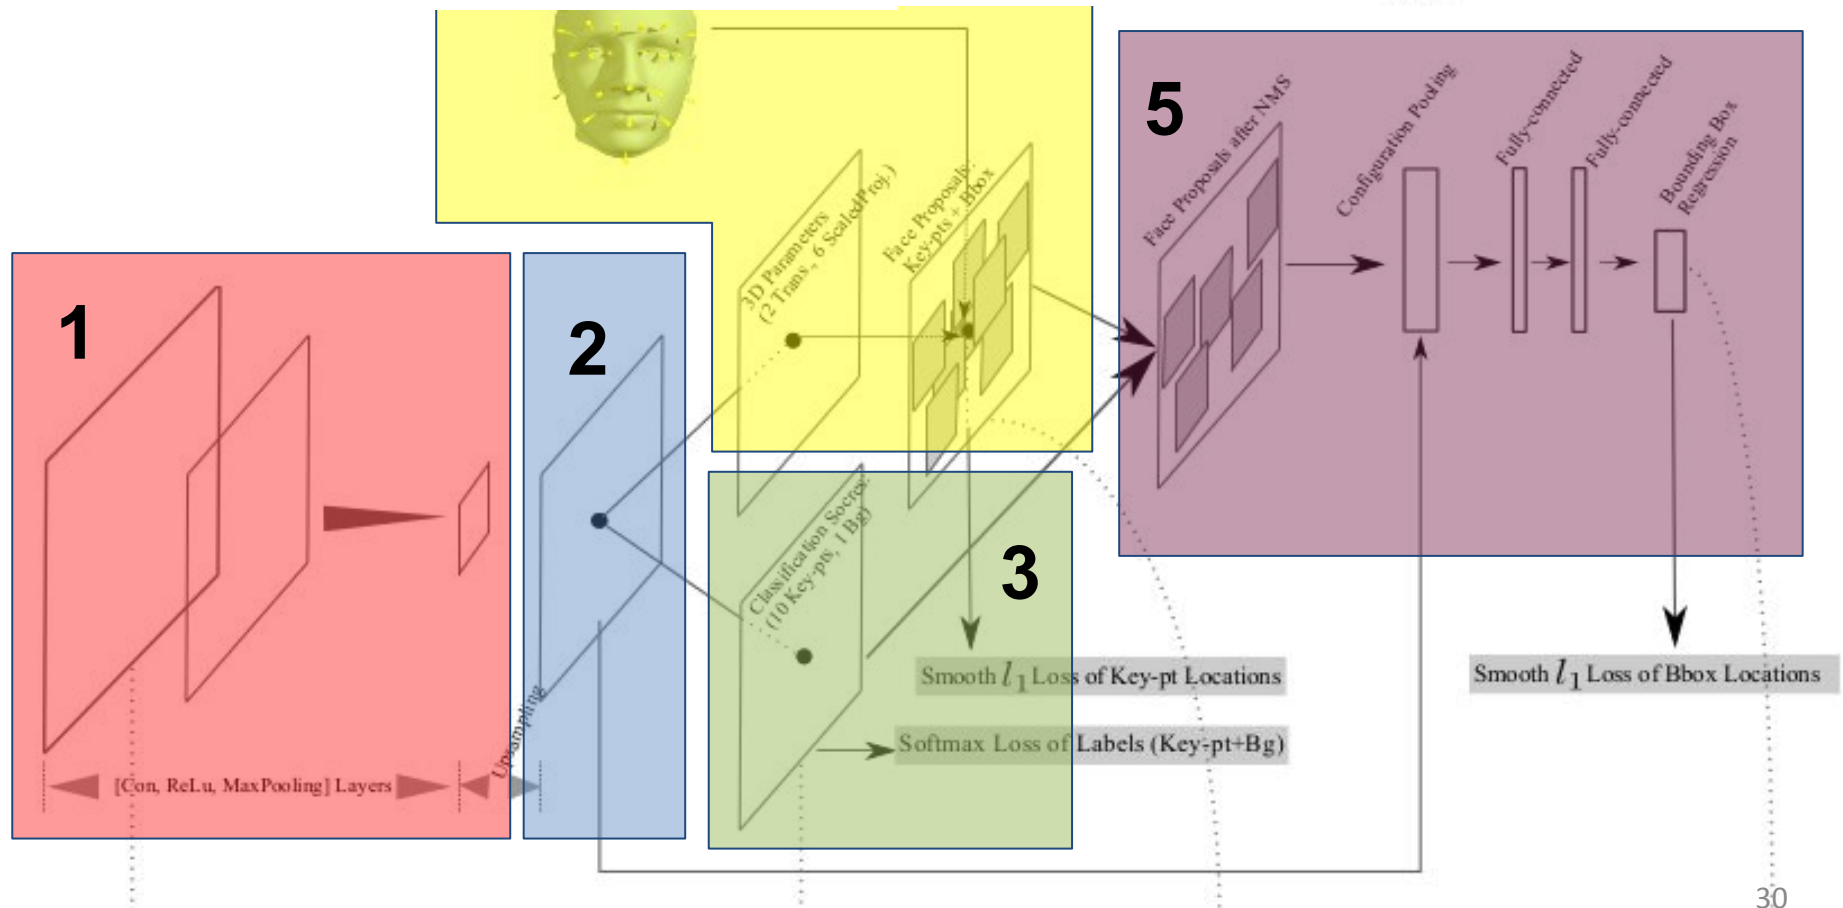 1
[Con, ReLu, MaxPooling] Layers
Upsampling
2
3D Parameters
(2 Trans., 6 ScaledProj.)
Face Proposals:
Key-pts + Bbox
Classification Socres:
(10 Key-pts, 1 Bg)
3
Smooth l1 Loss of Key-pt Locations
Softmax Loss of Labels (Key-pt+Bg)
5
Face Proposals after NMS
Configuration Pooling
Fully-connected
Fully-connected
Bounding Box
Regression
Smooth l1 Loss of Bbox Locations
30